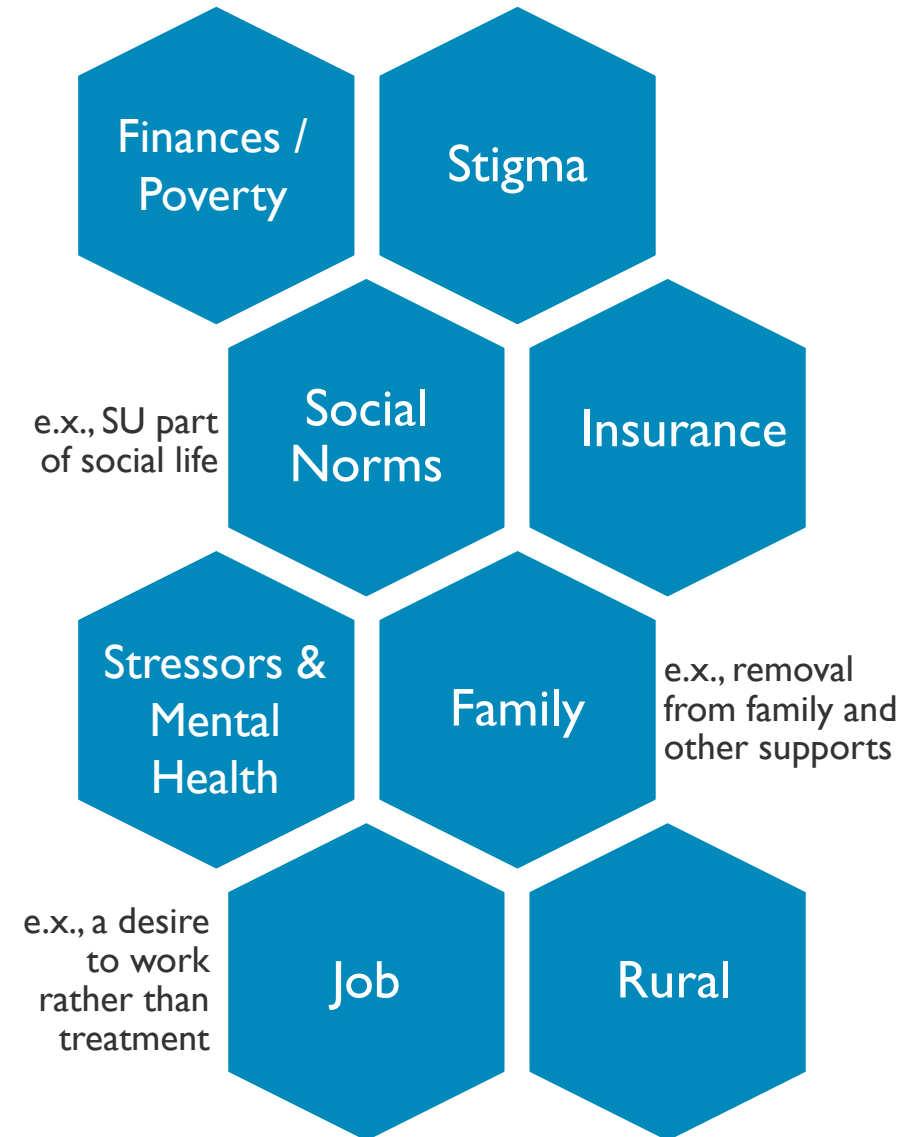 Finances /
Poverty
Stigma
e.x., SU part
of social life
Social
Norms
Insurance
Stressors &
Mental
Health
Family
e.x., removal
from family and
other supports
e.x., a desire
to work
rather than
treatment
Job
Rural